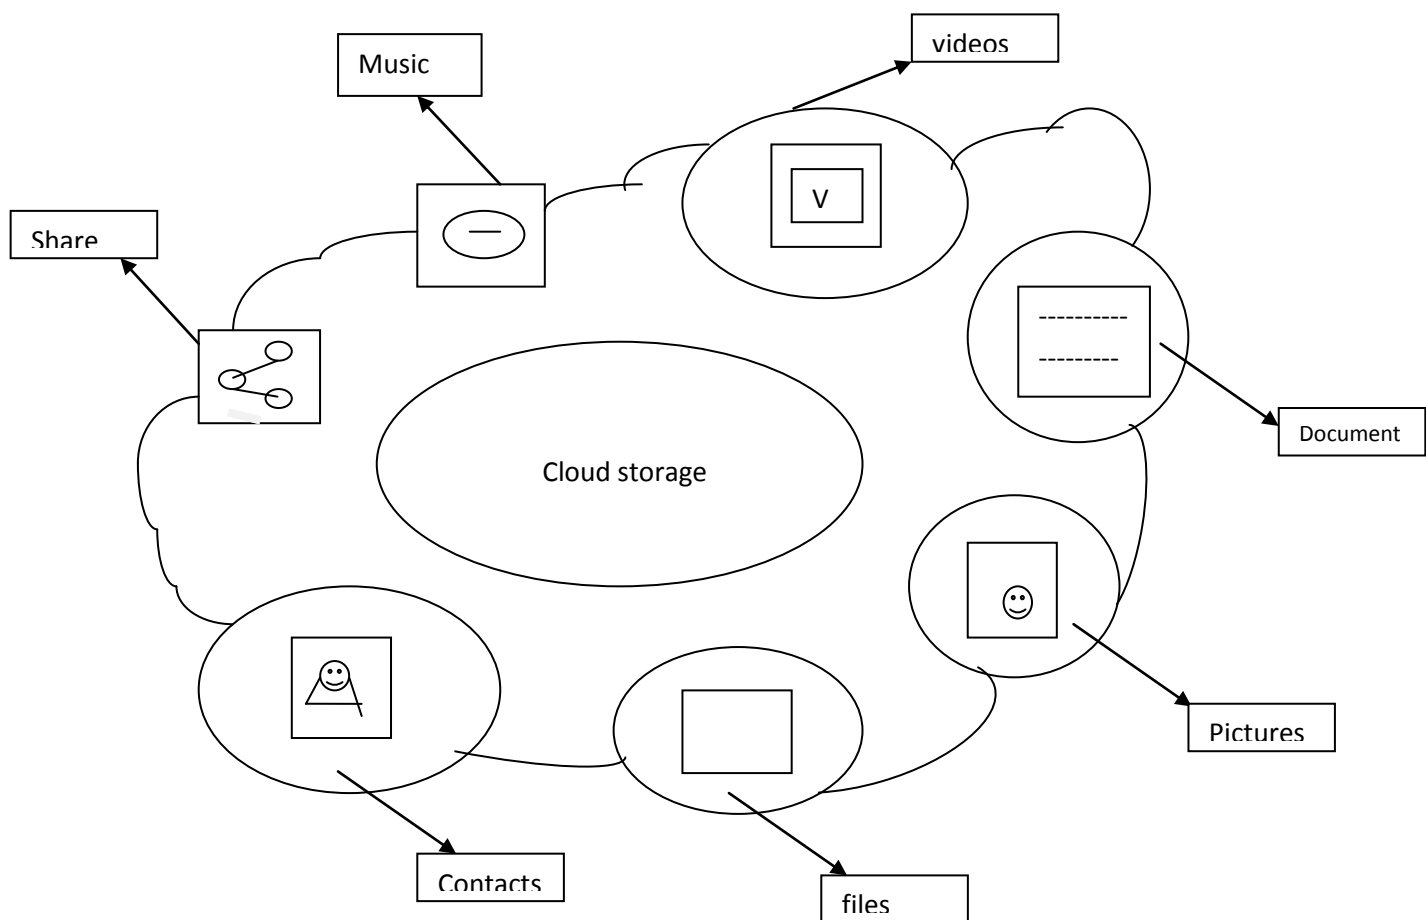 videos
Music
V
Share
Document
Cloud storage
Pictures
Contacts
files